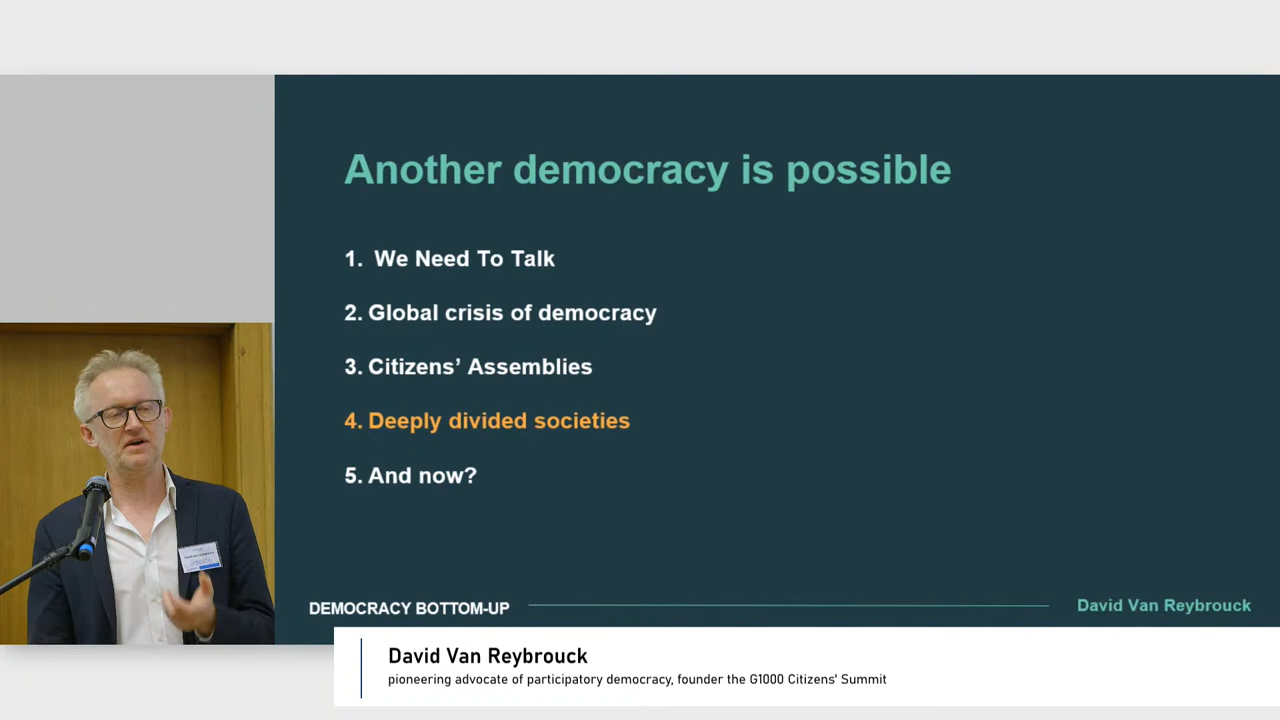 Another democracy is possible
1. We Need To Talk
2. Global crisis of democracy
3. Citizens’ Assemblies
4. Deeply divided societies
5. And now?
DEMOCRACY BOTTOM-UP
David Van Reybrouck
David Van Reybrouck
pioneering advocate of participatory democracy, founder the G1000 Citizens' Summit